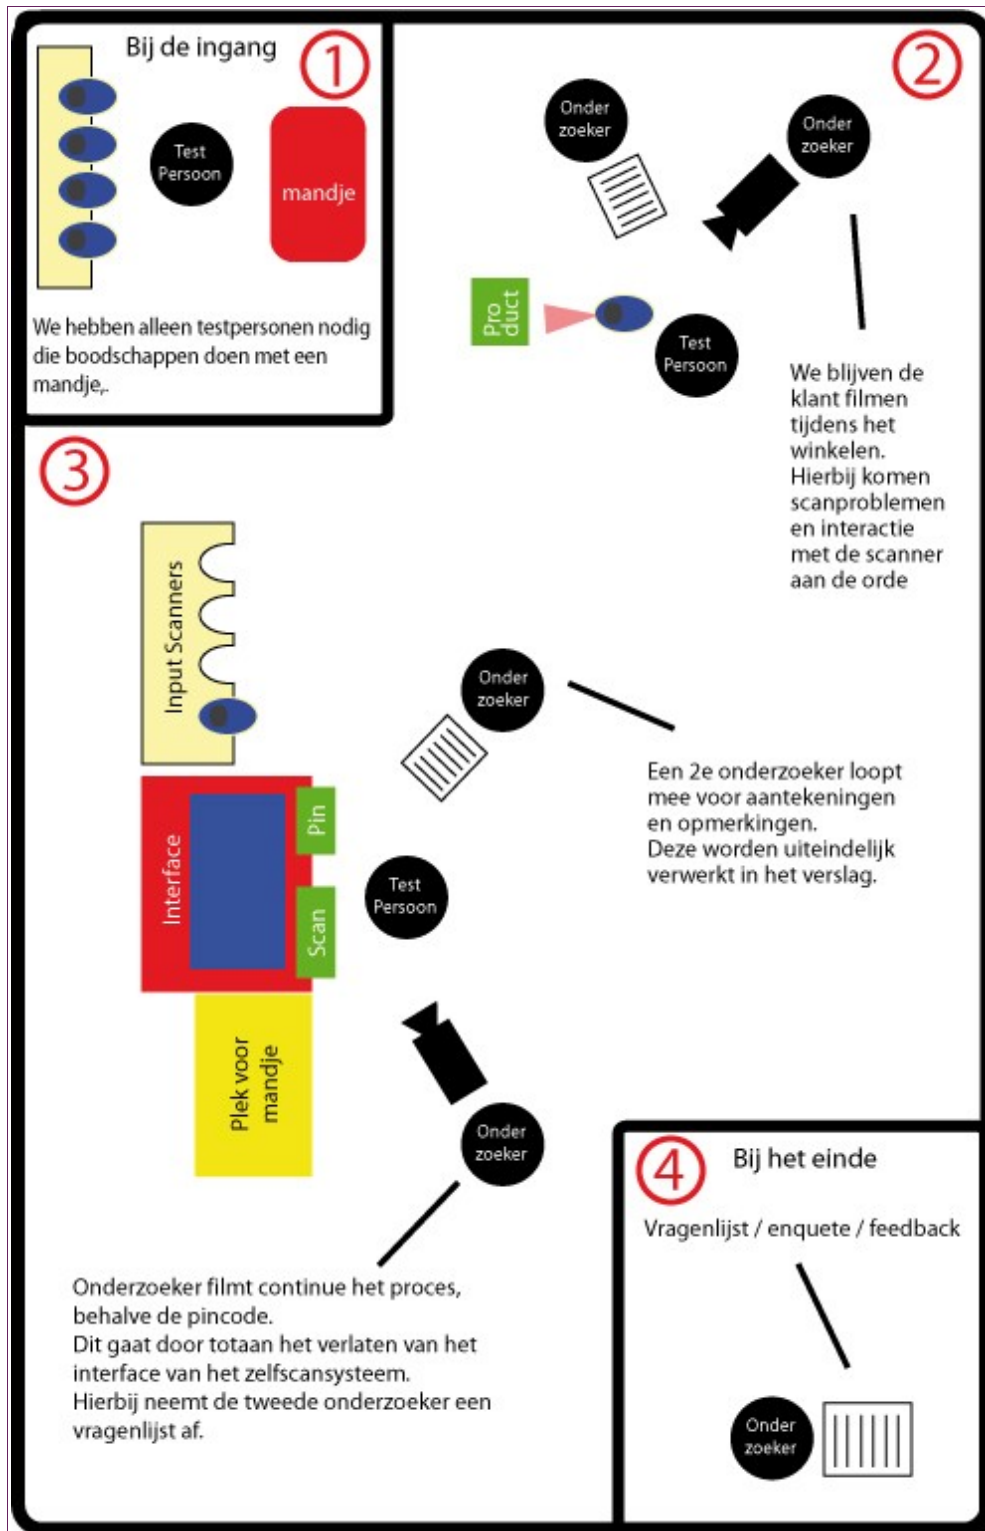 Bij de ingang
1
Test
Persoon
mandje
We hebben alleen testpersonen nodig
die boodschappen doen met een
mandje,.
2
Onder
zoeker
Onder
zoeker
Pro
duct
Test
Persoon
We blijven de
klant filmen
tijdens het
winkelen.
Hierbij komen
scanproblemen
en interactie
met de scanner
aan de orde
3
Input Scanners
Onder
zoeker
Een 2e onderzoeker loopt
mee voor aantekeningen
en opmerkingen.
Deze worden uiteindelijk
verwerkt in het verslag.
Interface
Pin
Scan
Test
Persoon
Plek voor
mandje
Onder
zoeker
Onderzoeker filmt continue het proces,
behalve de pincode.
Dit gaat door totaan het verlaten van het
interface van het zelfscansysteem.
Hierbij neemt de tweede onderzoeker een
vragenlijst af.
4
Bij het einde
Vragenlijst / enquete / feedback
Onder
zoeker